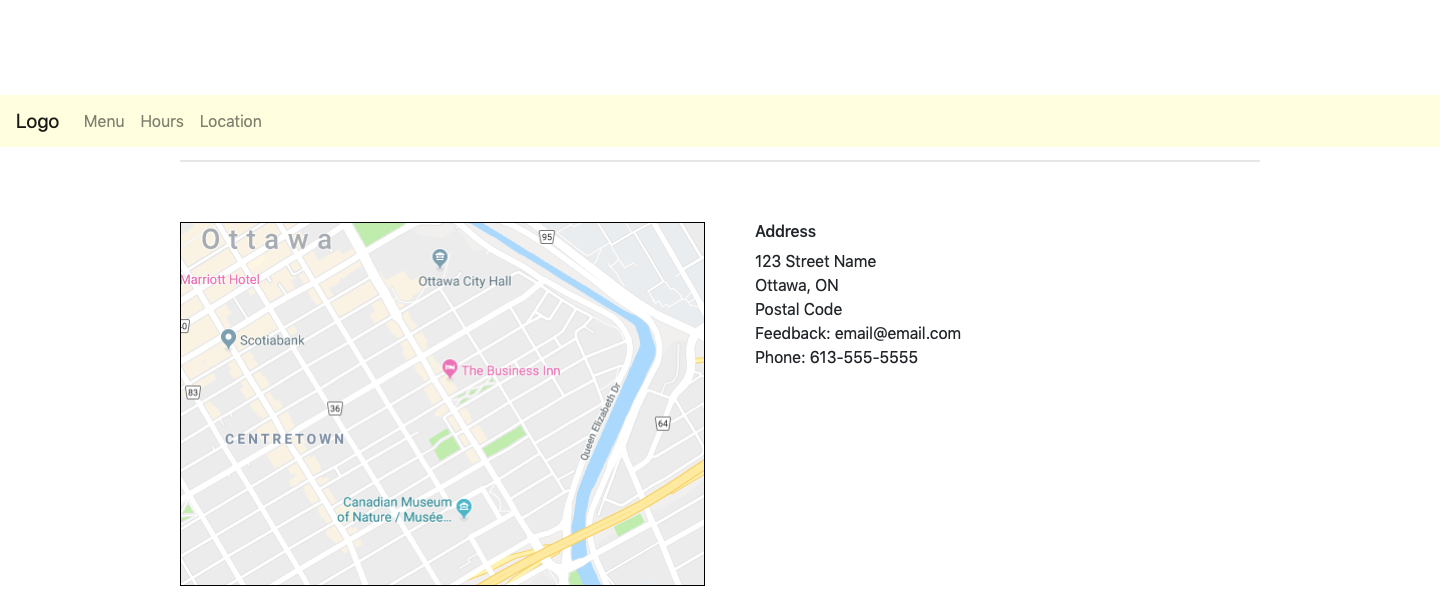 Logo Menu Hours Location
Ottawa
95
Marriott Hotel
Ottawa City Hall
Scotiabank
The Business Inn
83
36
64
Queen Elizabeth Dr
CENTRETOWN
Canadian Museum
of Nature / Musée...
Address
123 Street Name
Ottawa, ON
Postal Code
Feedback: email@email.com
Phone: 613-555-5555